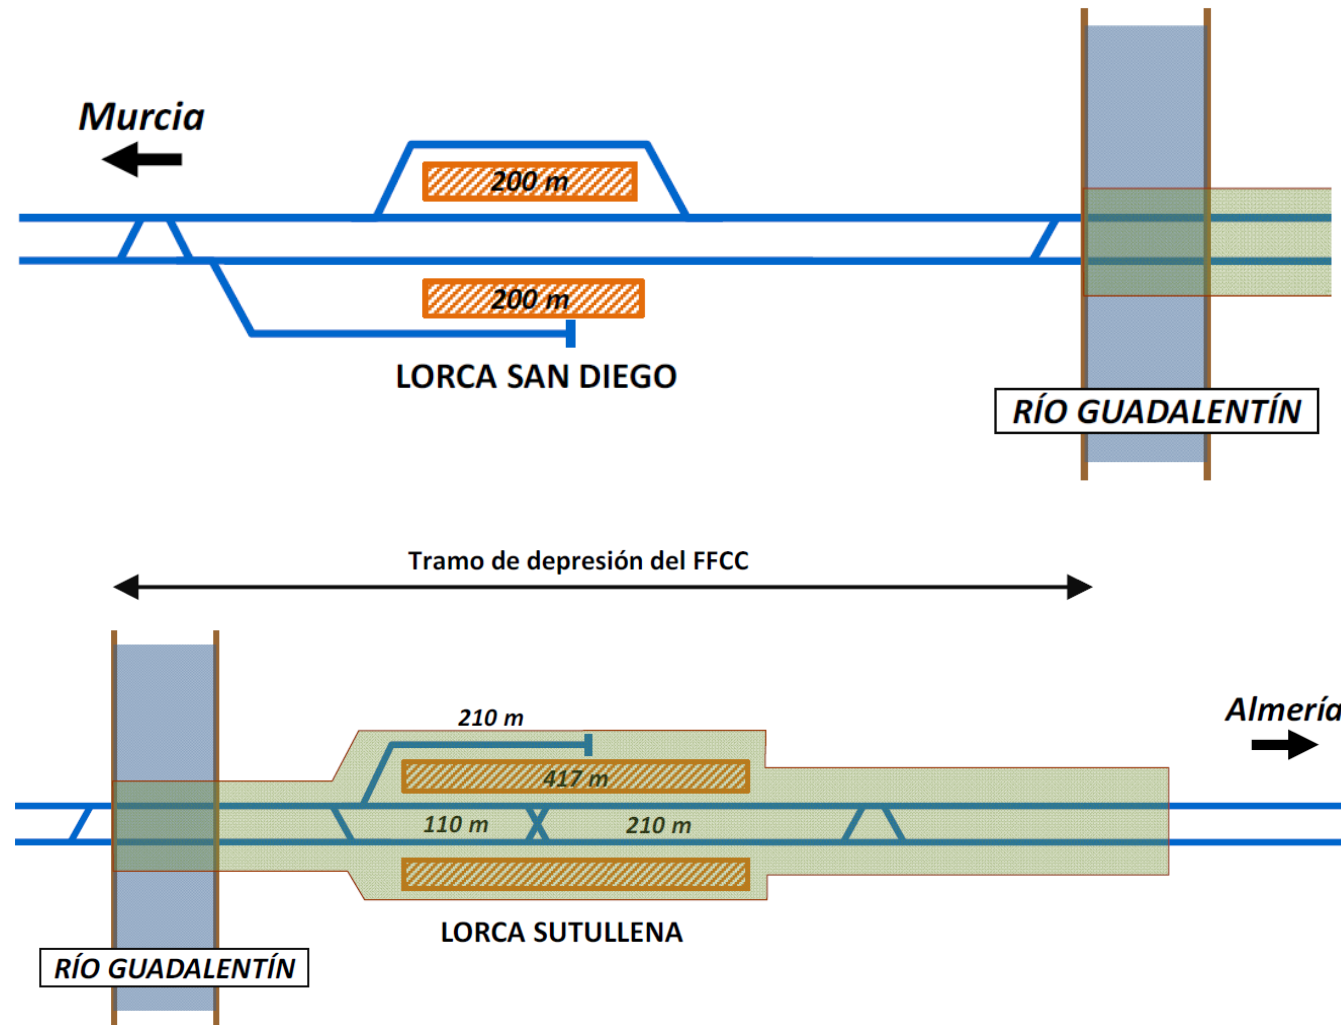 Murcia
200 m
200 m
LORCA SAN DIEGO
RÍO GUADALENTÍN
Tramo de depresión del FFCC
Almería
210 m
417 m
110 m
210 m
LORCA SUTULLENA
RÍO GUADALENTÍN